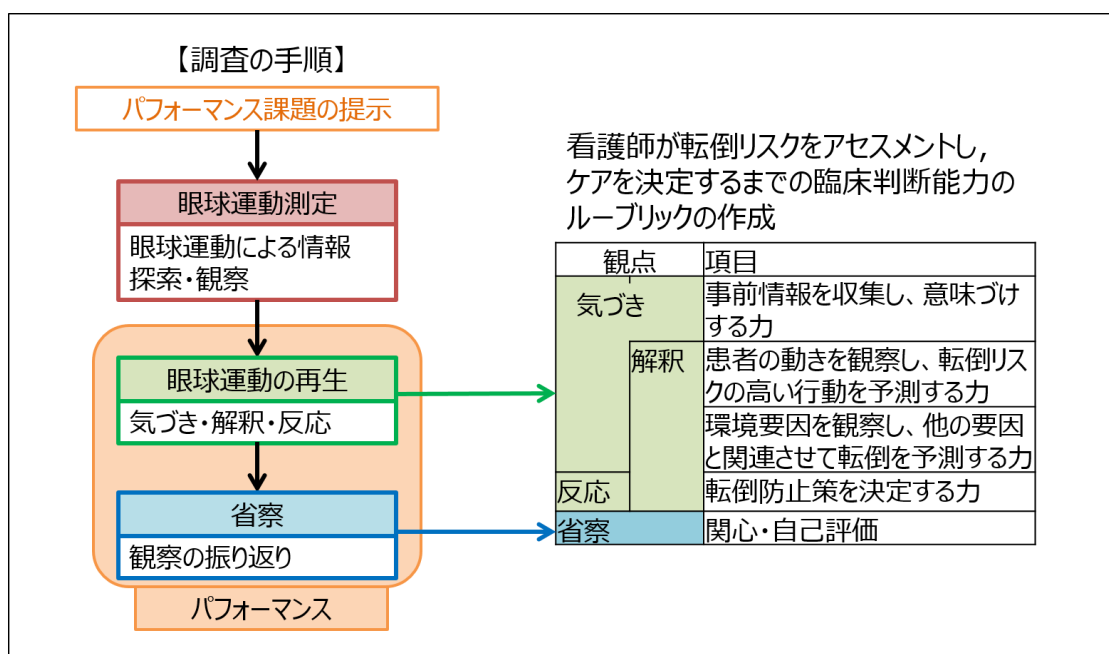 【調査の手順】
パフォーマンス課題の提示
眼球運動測定
眼球運動による情報
探索・観察
眼球運動の再生
気づき・解釈・反応
省察
観察の振り返り
パフォーマンス
看護師が転倒リスクをアセスメントし，
ケアを決定するまでの臨床判断能力の
ルーブリックの作成
観点 項目
気づき 事前情報を収集し、意味づけ
する力
解釈 患者の動きを観察し、転倒リス
クの高い行動を予測する力
環境要因を観察し、他の要因
と関連させて転倒を予測する力
反応 転倒防止策を決定する力
省察 関心・自己評価